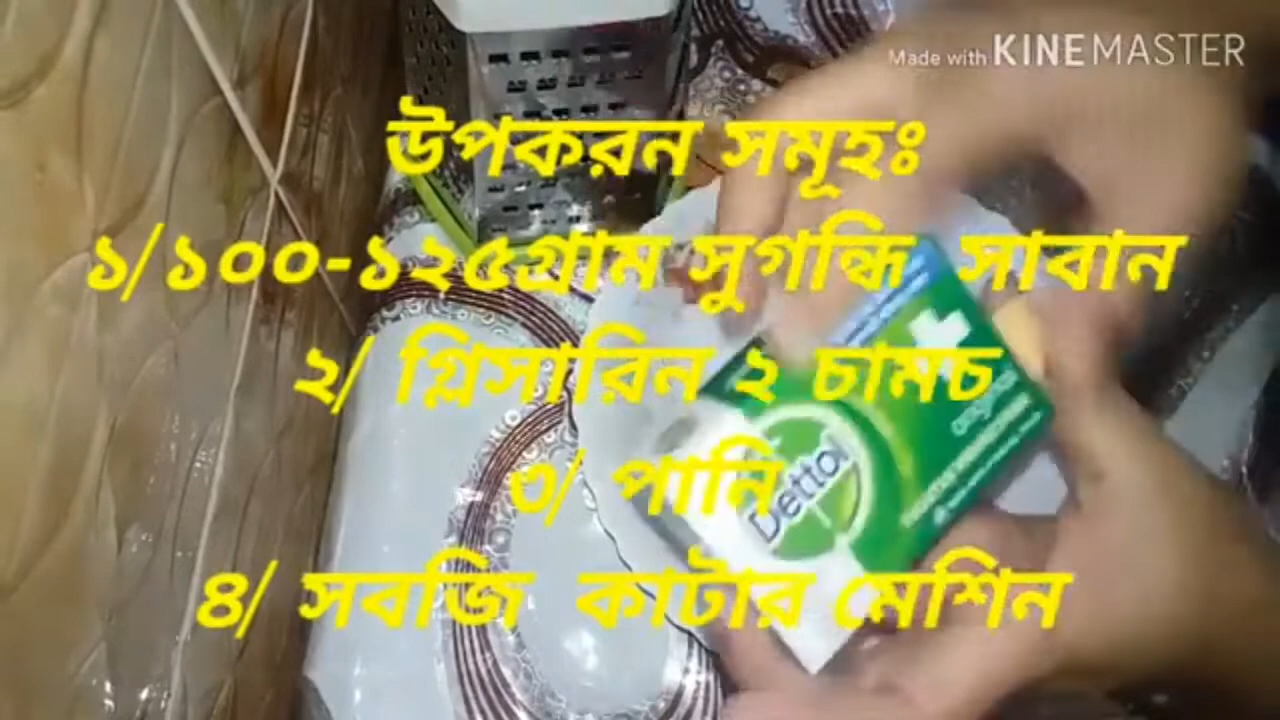 Made with KINEMASTER
উপকরন সমূহঃ
১/১০০-১২৫গ্রাম সুগন্ধি সাবান
২/ গ্লিসারিন ২ চামচ
৩/ পানি
৪/ সবজি কাটার মেশিন
Dettol